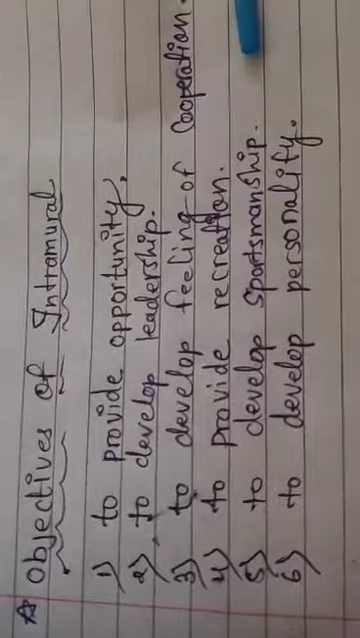 ☆ Objectives of Intramural
1) to provide opportunity.
2) to develop leadership.
3) to develop feeling of Cooperation.
4) to provide recreation.
5) to develop sportsmanship.
6) to develop personality.